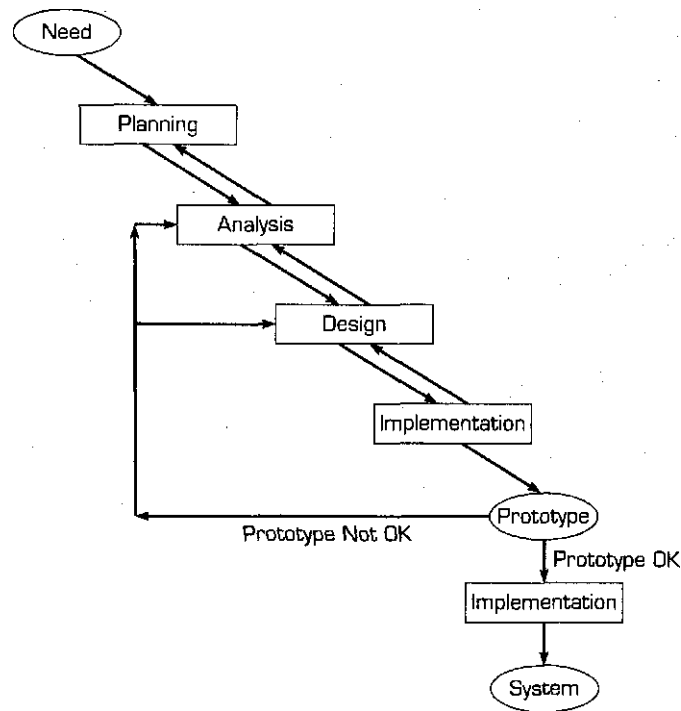 Need
Planning
Analysis
Design
Implementation
Prototype
Prototype Not OK
Prototype OK
Implementation
System